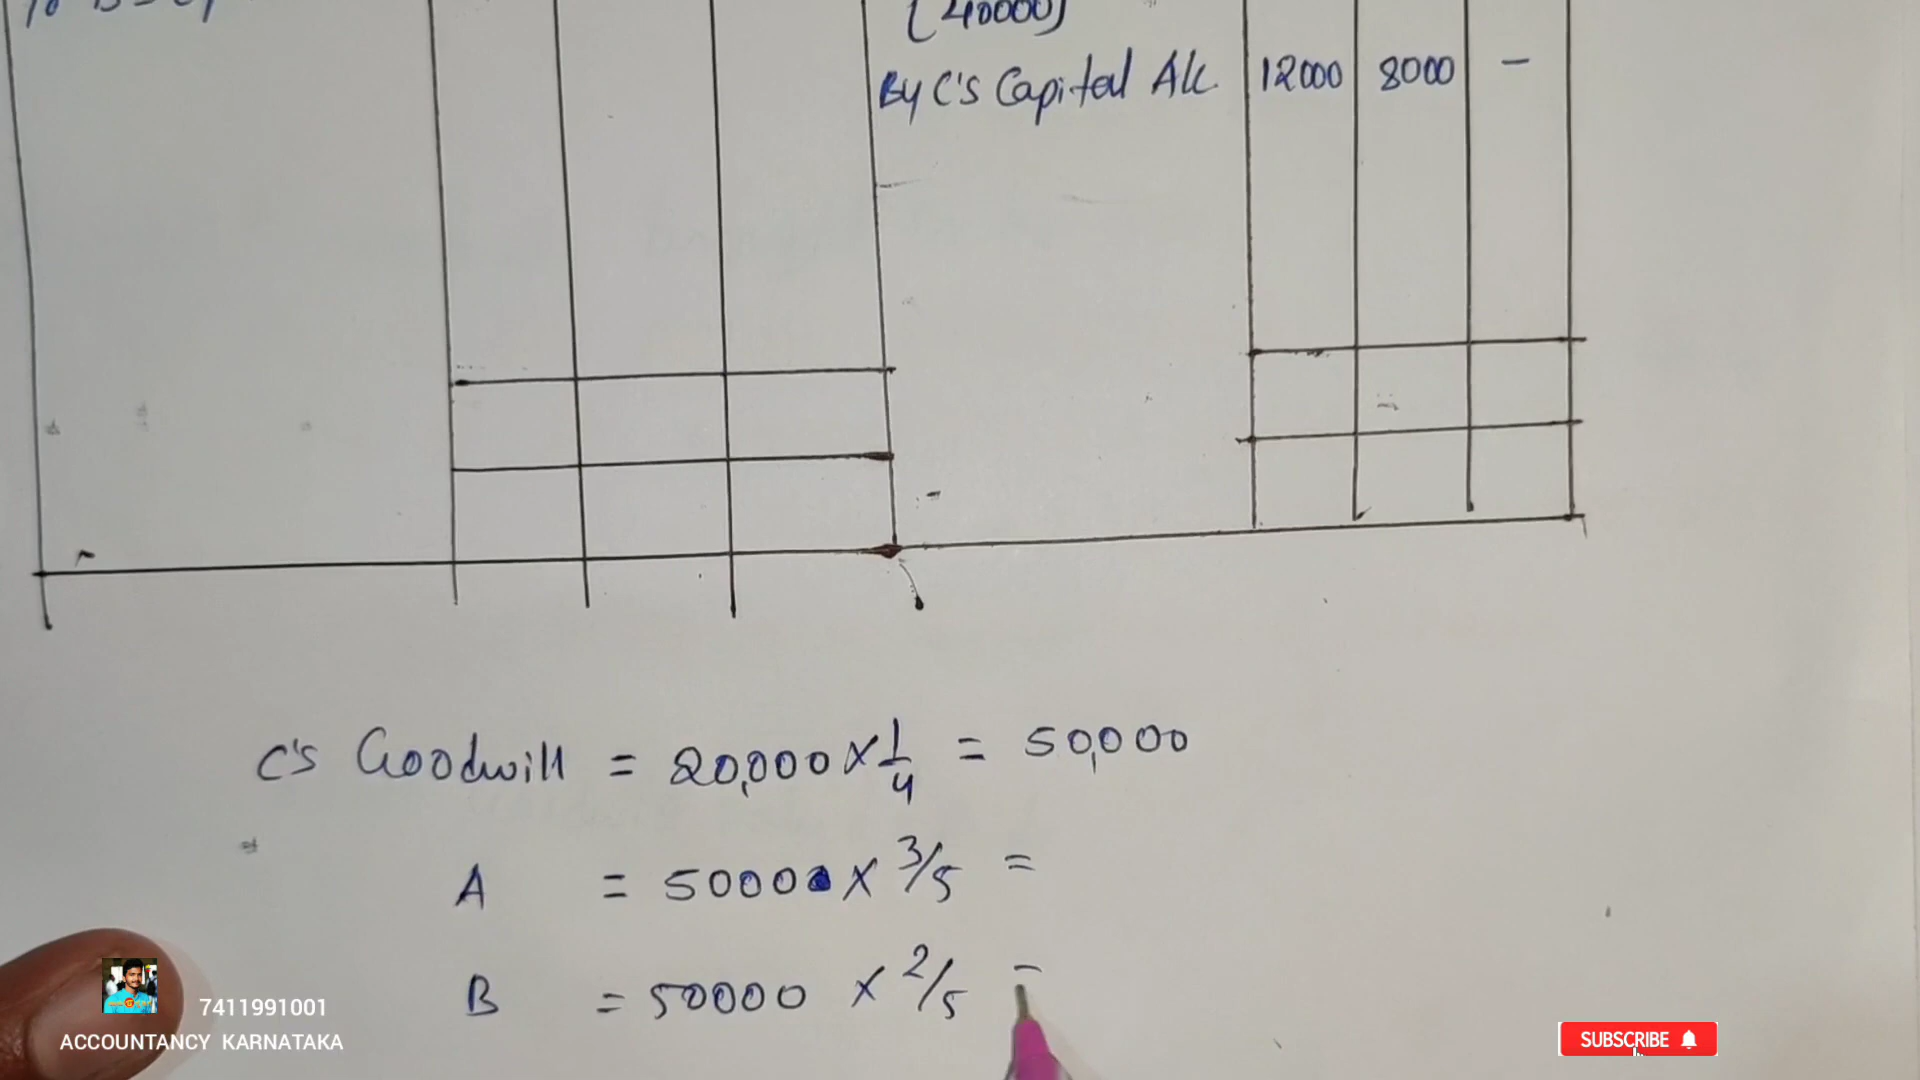 (40000)
By C's Capital A/c 12000 8000 -
C's Goodwill = 20,000 x 1/4 = 50,000
A = 50000 x 3/5 =
B = 50000 x 2/5 =
7411991001
ACCOUNTANCY KARNATAKA
SUBSCRIBE